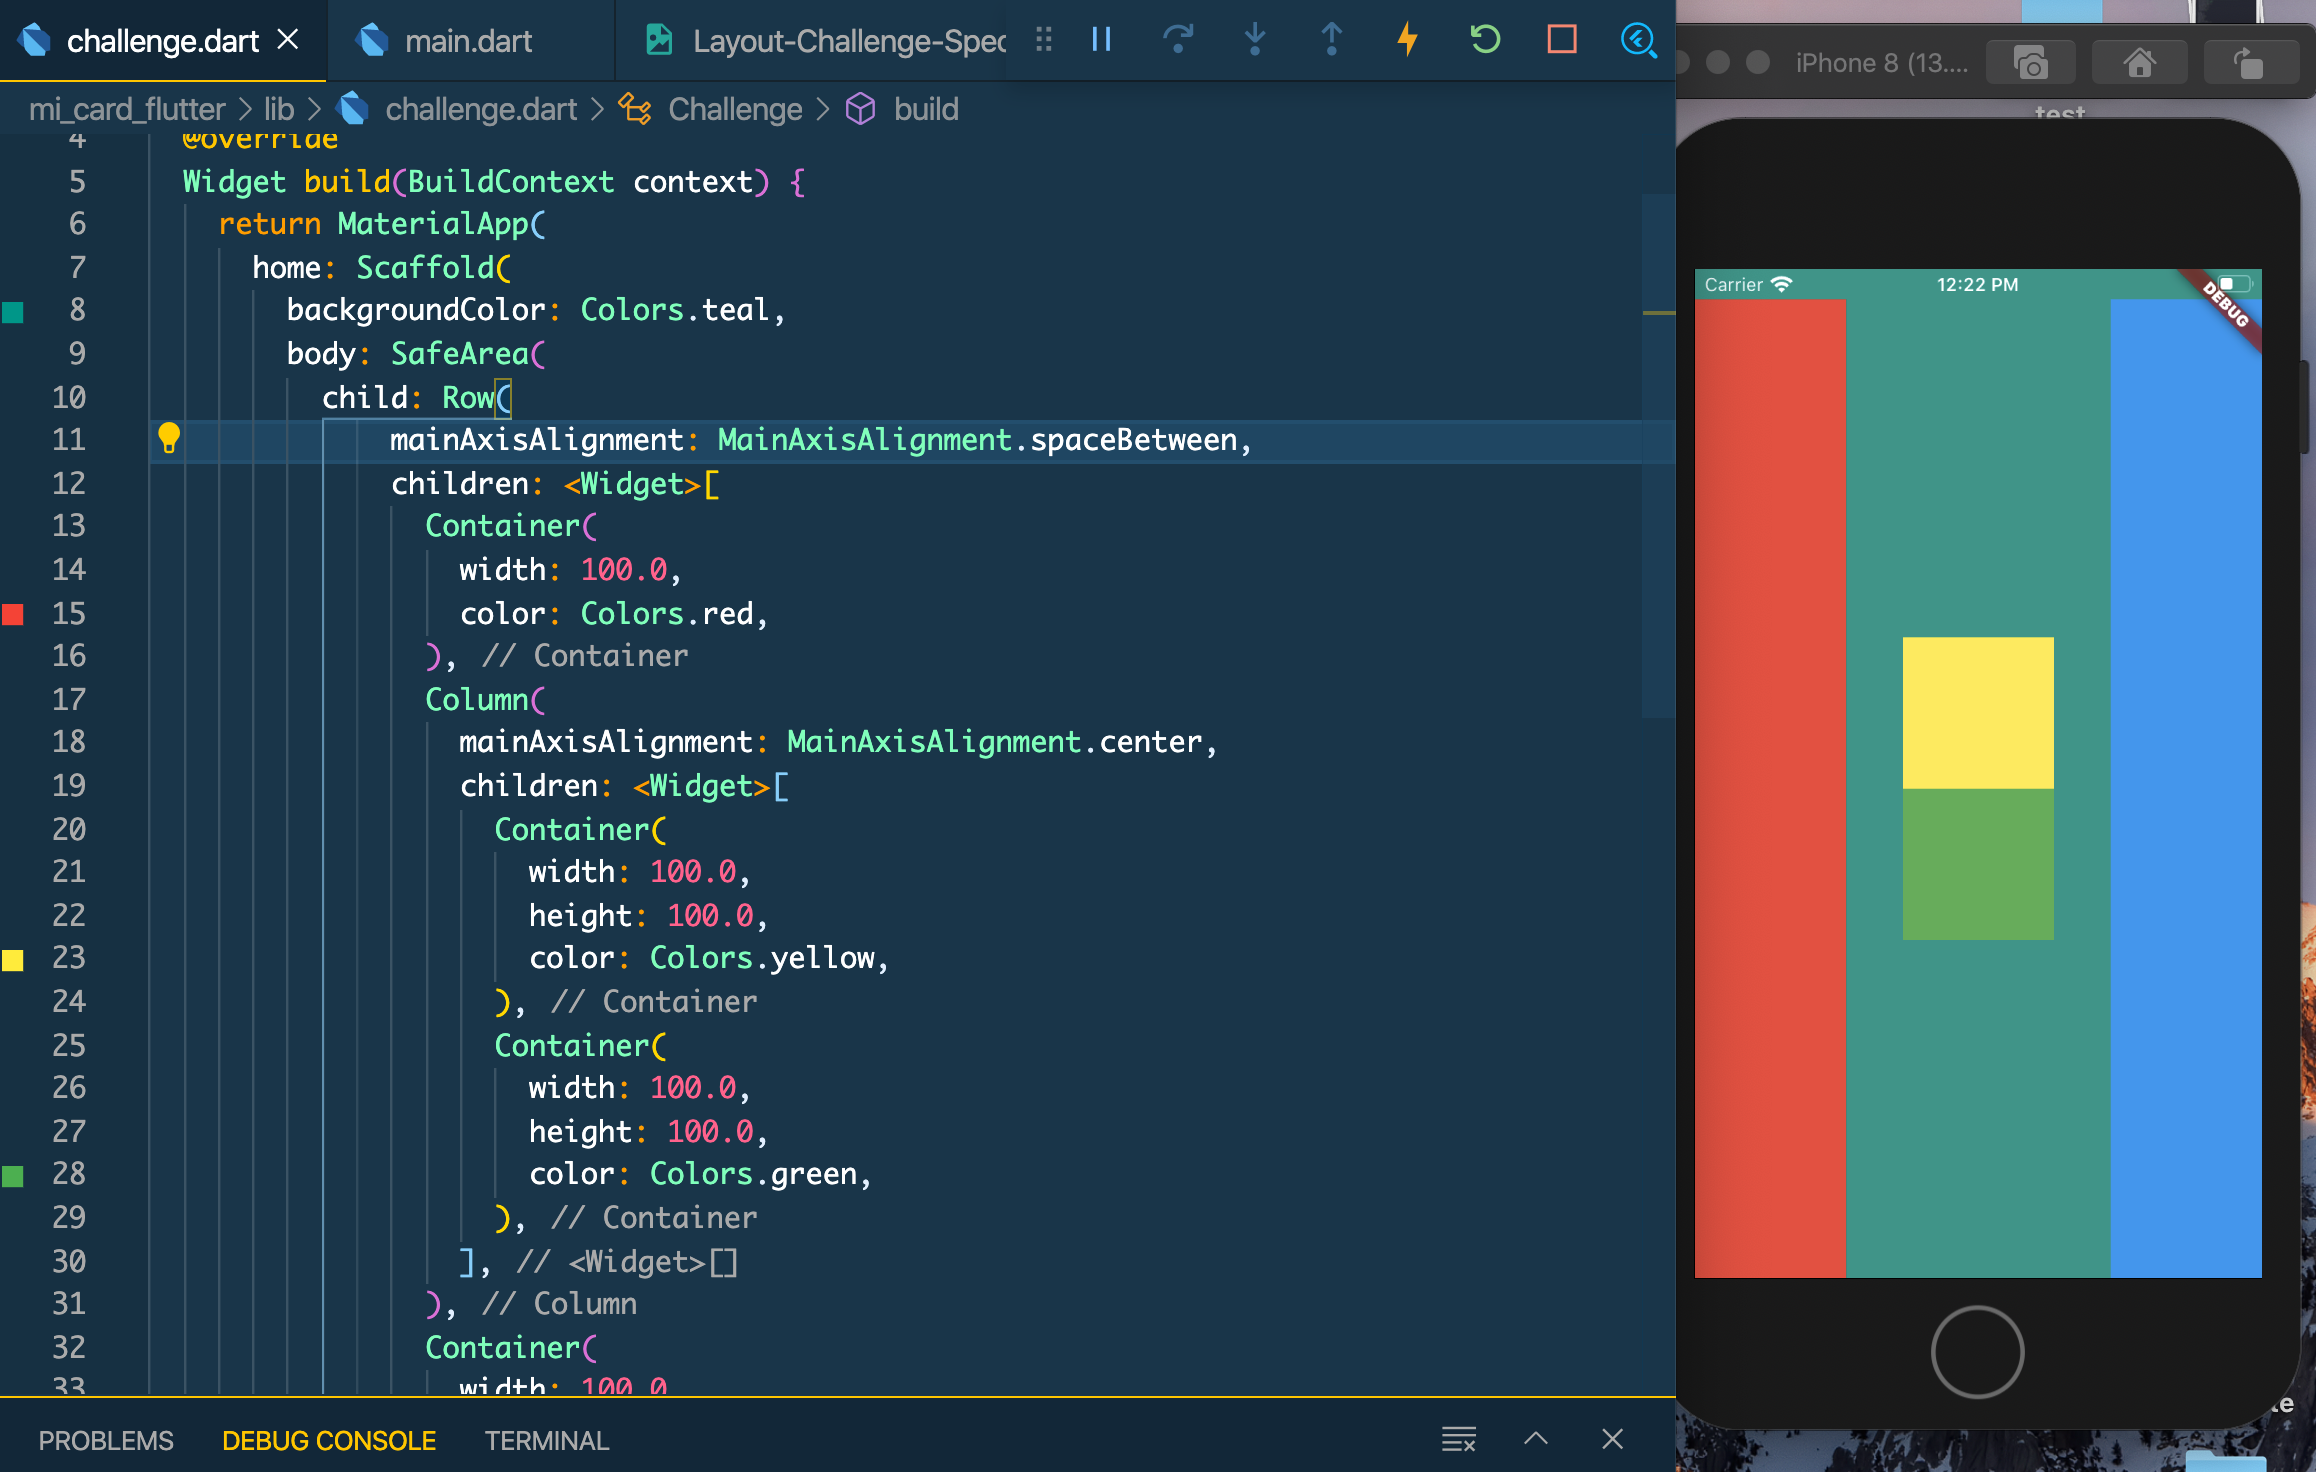 challenge.dart
main.dart
Layout-Challenge-Spec
mi_card_flutter > lib > challenge.dart > Challenge > build
4 @override
5 Widget build(BuildContext context) {
6 return MaterialApp(
7 home: Scaffold(
8 backgroundColor: Colors.teal,
9 body: SafeArea(
10 child: Row(
11 mainAxisAlignment: MainAxisAlignment.spaceBetween,
12 children: <Widget>[
13 Container(
14 width: 100.0,
15 color: Colors.red,
16 ), // Container
17 Column(
18 mainAxisAlignment: MainAxisAlignment.center,
19 children: <Widget>[
20 Container(
21 width: 100.0,
22 height: 100.0,
23 color: Colors.yellow,
24 ), // Container
25 Container(
26 width: 100.0,
27 height: 100.0,
28 color: Colors.green,
29 ), // Container
30 ], // <Widget>[]
31 ), // Column
32 Container(
33 width: 100.0
PROBLEMS
DEBUG CONSOLE
TERMINAL
iPhone 8 (13....
test
Carrier
12:22 PM
DEBUG